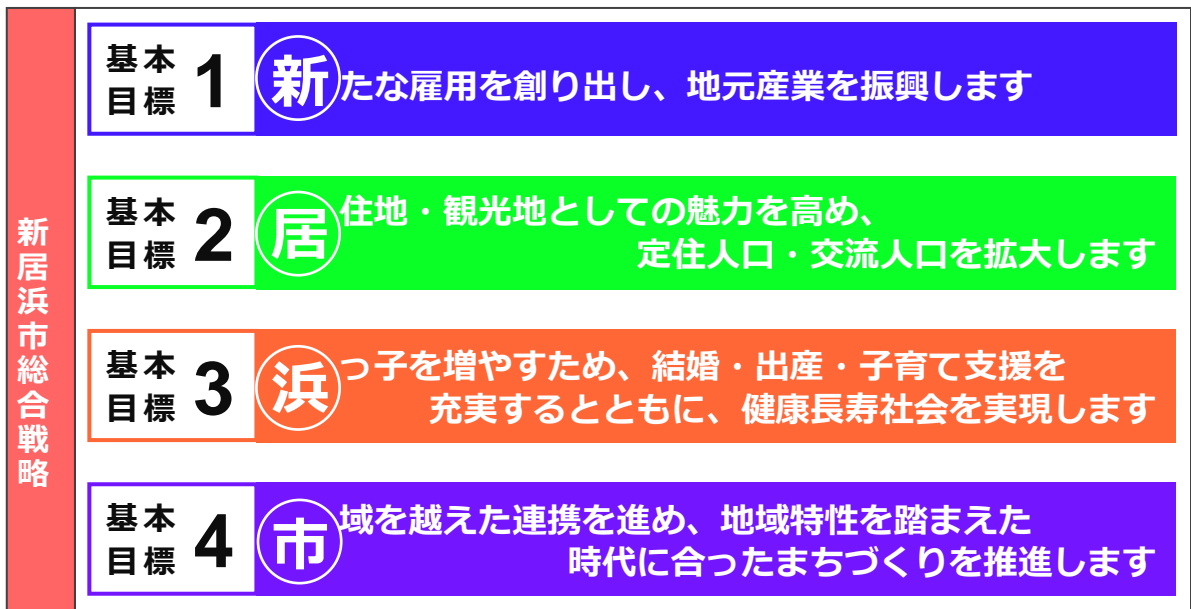 新居浜市総合戦略
基本
目標
1
新たな雇用を創り出し、地元産業を振興します
基本
目標
2
居住地・観光地としての魅力を高め、
定住人口・交流人口を拡大します
基本
目標
3
浜っ子を増やすため、結婚・出産・子育て支援を
充実するとともに、健康長寿社会を実現します
基本
目標
4
市域を越えた連携を進め、地域特性を踏まえた
時代に合ったまちづくりを推進します